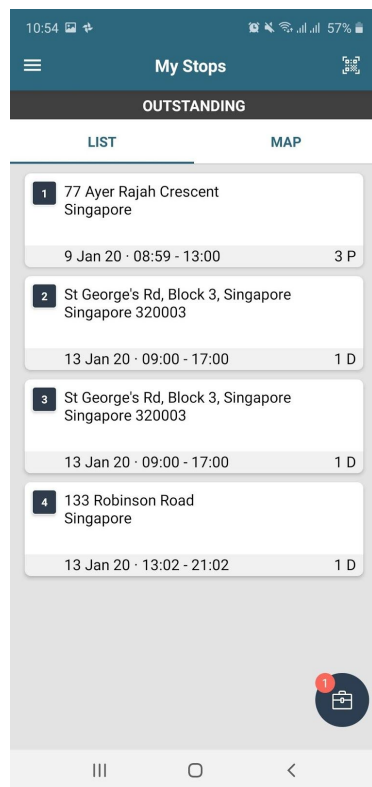 10:54 57%
My Stops
OUTSTANDING
LIST MAP
1 77 Ayer Rajah Crescent
Singapore
9 Jan 20 · 08:59 - 13:00 3 P
2 St George's Rd, Block 3, Singapore
Singapore 320003
13 Jan 20 · 09:00 - 17:00 1 D
3 St George's Rd, Block 3, Singapore
Singapore 320003
13 Jan 20 · 09:00 - 17:00 1 D
4 133 Robinson Road
Singapore
13 Jan 20 · 13:02 - 21:02 1 D
1